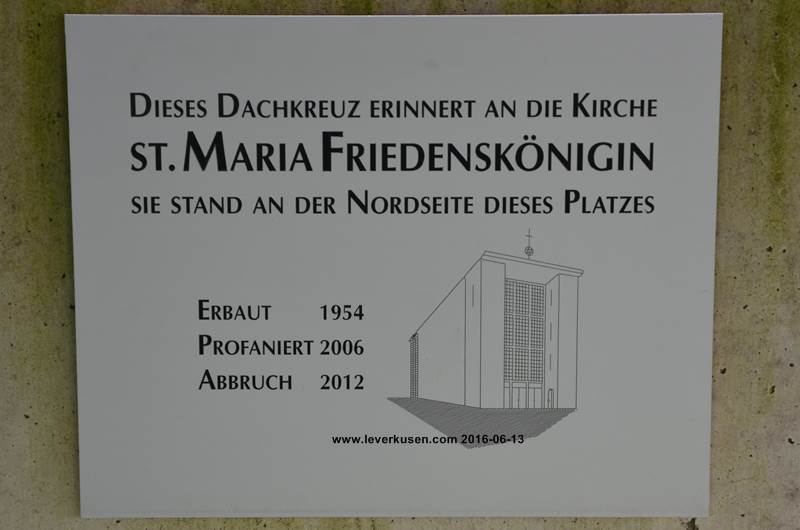 Dieses Dachkreuz erinnert an die Kirche
St. Maria Friedenskönigin
sie stand an der Nordseite dieses Platzes
Erbaut 1954
Profaniert 2006
Abbruch 2012
www.leverkusen.com 2016-06-13